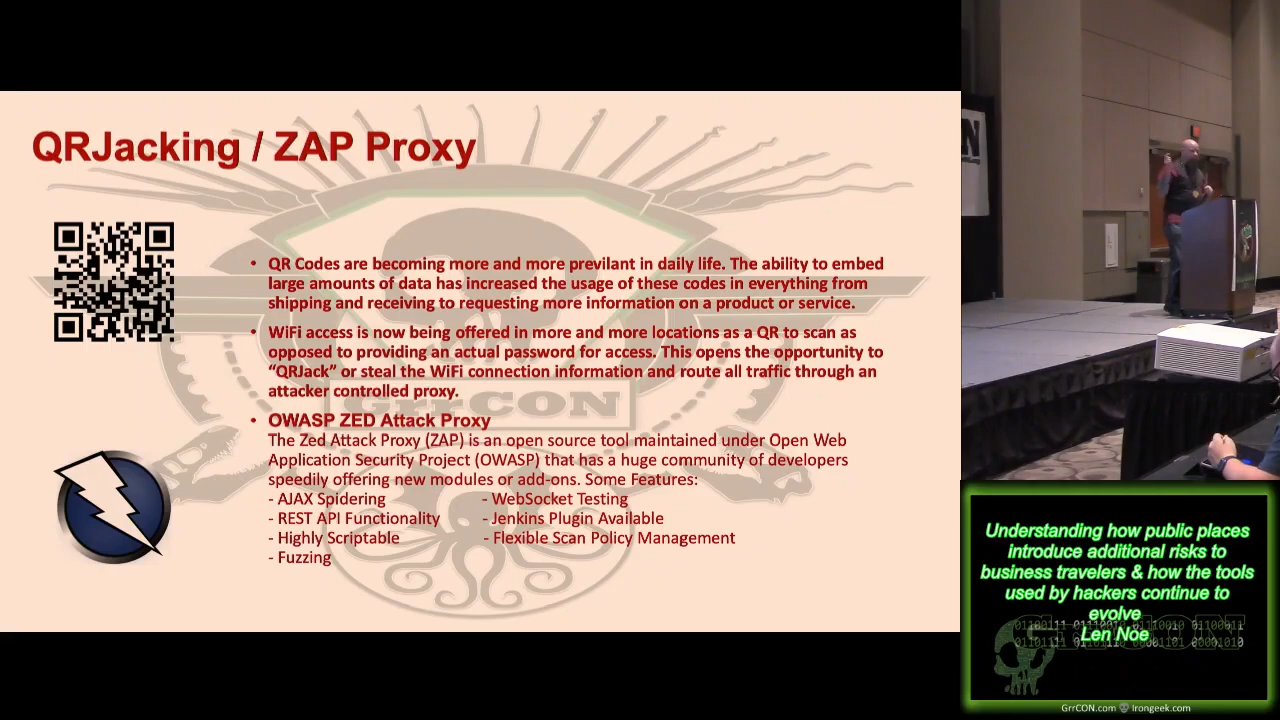 QRJacking / ZAP Proxy
• QR Codes are becoming more and more previlant in daily life. The ability to embed
large amounts of data has increased the usage of these codes in everything from
shipping and receiving to requesting more information on a product or service.
• WiFi access is now being offered in more and more locations as a QR to scan as
opposed to providing an actual password for access. This opens the opportunity to
“QRJack” or steal the WiFi connection information and route all traffic through an
attacker controlled proxy.
GrrCON
• OWASP ZED Attack Proxy
The Zed Attack Proxy (ZAP) is an open source tool maintained under Open Web
Application Security Project (OWASP) that has a huge community of developers
speedily offering new modules or add-ons. Some Features:
- AJAX Spidering - WebSocket Testing
- REST API Functionality - Jenkins Plugin Available
- Highly Scriptable - Flexible Scan Policy Management
- Fuzzing
Understanding how public places
introduce additional risks to
business travelers & how the tools
used by hackers continue to
evolve
Len Noe
GrrCON
GrrCON.com Irongeek.com